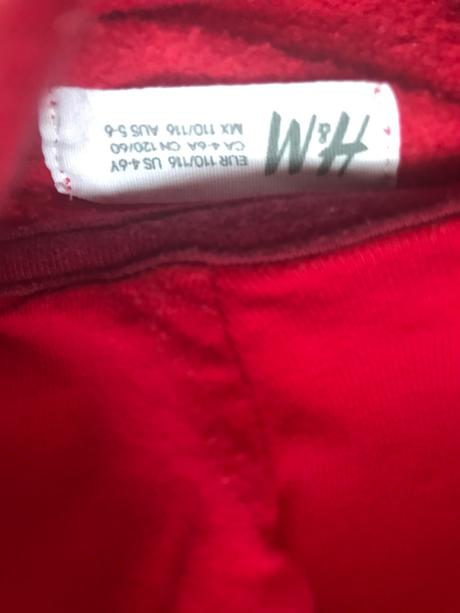 H&M
EUR 110/116 US 4-6Y
CA 4-6A CN 120/60
MX 110/116 AUS 5-6